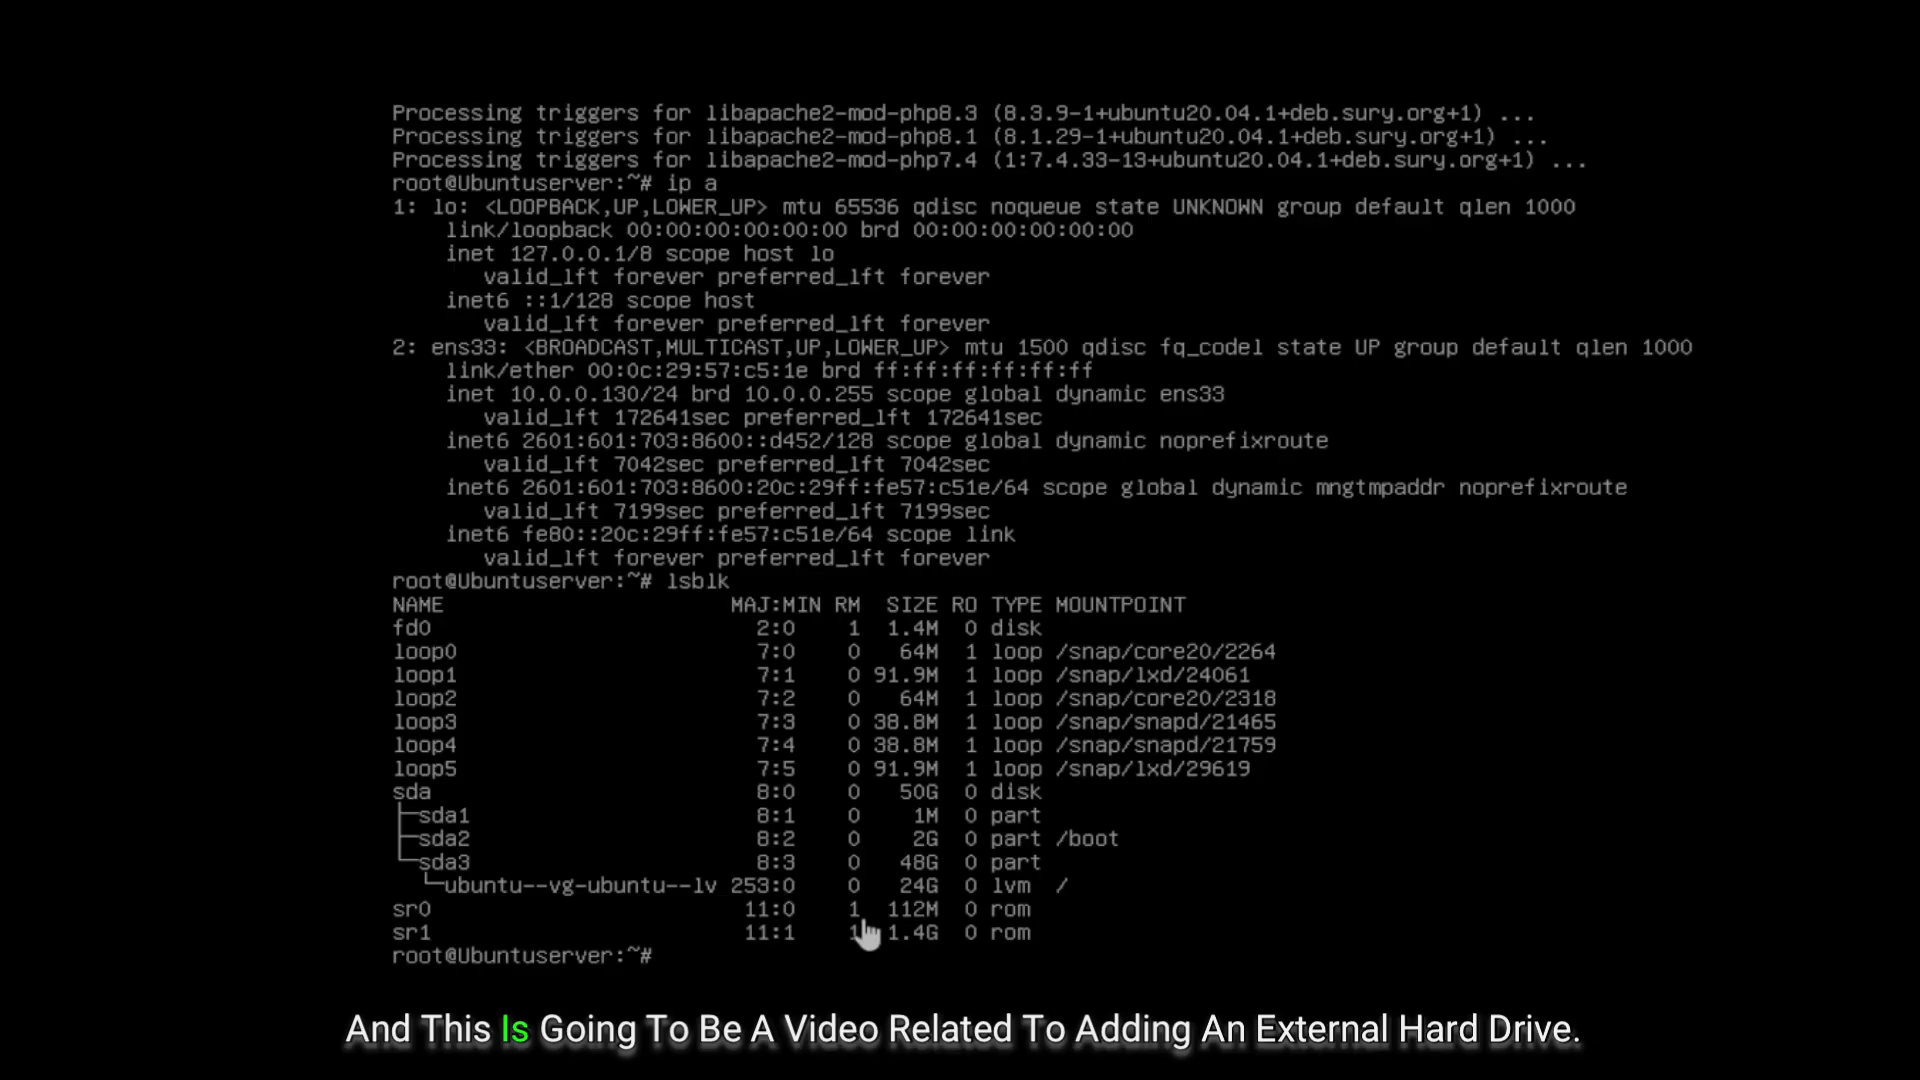 Processing triggers for libapache2-mod-php8.3 (8.3.9-1+ubuntu20.04.1+deb.sury.org+1) ...
Processing triggers for libapache2-mod-php8.1 (8.1.29-1+ubuntu20.04.1+deb.sury.org+1) ...
Processing triggers for libapache2-mod-php7.4 (1:7.4.33-13+ubuntu20.04.1+deb.sury.org+1) ...
root@Ubuntuserver:~# ip a
1: lo: <LOOPBACK,UP,LOWER_UP> mtu 65536 qdisc noqueue state UNKNOWN group default qlen 1000
    link/loopback 00:00:00:00:00:00 brd 00:00:00:00:00:00
    inet 127.0.0.1/8 scope host lo
       valid_lft forever preferred_lft forever
    inet6 ::1/128 scope host
       valid_lft forever preferred_lft forever
2: ens33: <BROADCAST,MULTICAST,UP,LOWER_UP> mtu 1500 qdisc fq_codel state UP group default qlen 1000
    link/ether 00:0c:29:57:c5:1e brd ff:ff:ff:ff:ff:ff
    inet 10.0.0.130/24 brd 10.0.0.255 scope global dynamic ens33
       valid_lft 172641sec preferred_lft 172641sec
    inet6 2601:601:703:8600::d452/128 scope global dynamic noprefixroute
       valid_lft 7042sec preferred_lft 7042sec
    inet6 2601:601:703:8600:20c:29ff:fe57:c51e/64 scope global dynamic mngtmpaddr noprefixroute
       valid_lft 7199sec preferred_lft 7199sec
    inet6 fe80::20c:29ff:fe57:c51e/64 scope link
       valid_lft forever preferred_lft forever
root@Ubuntuserver:~# lsblk
NAME                      MAJ:MIN RM   SIZE RO TYPE MOUNTPOINT
fd0                         2:0    1   1.4M  0 disk
loop0                       7:0    0    64M  1 loop /snap/core20/2264
loop1                       7:1    0  91.9M  1 loop /snap/lxd/24061
loop2                       7:2    0    64M  1 loop /snap/core20/2318
loop3                       7:3    0  38.8M  1 loop /snap/snapd/21465
loop4                       7:4    0  38.8M  1 loop /snap/snapd/21759
loop5                       7:5    0  91.9M  1 loop /snap/lxd/29619
sda                         8:0    0    50G  0 disk
├─sda1                      8:1    0     1M  0 part
├─sda2                      8:2    0     2G  0 part /boot
└─sda3                      8:3    0    48G  0 part
  └─ubuntu--vg-ubuntu--lv 253:0    0    24G  0 lvm  /
sr0                        11:0    1   112M  0 rom
sr1                        11:1    1   1.4G  0 rom
root@Ubuntuserver:~#
And This Is Going To Be A Video Related To Adding An External Hard Drive.